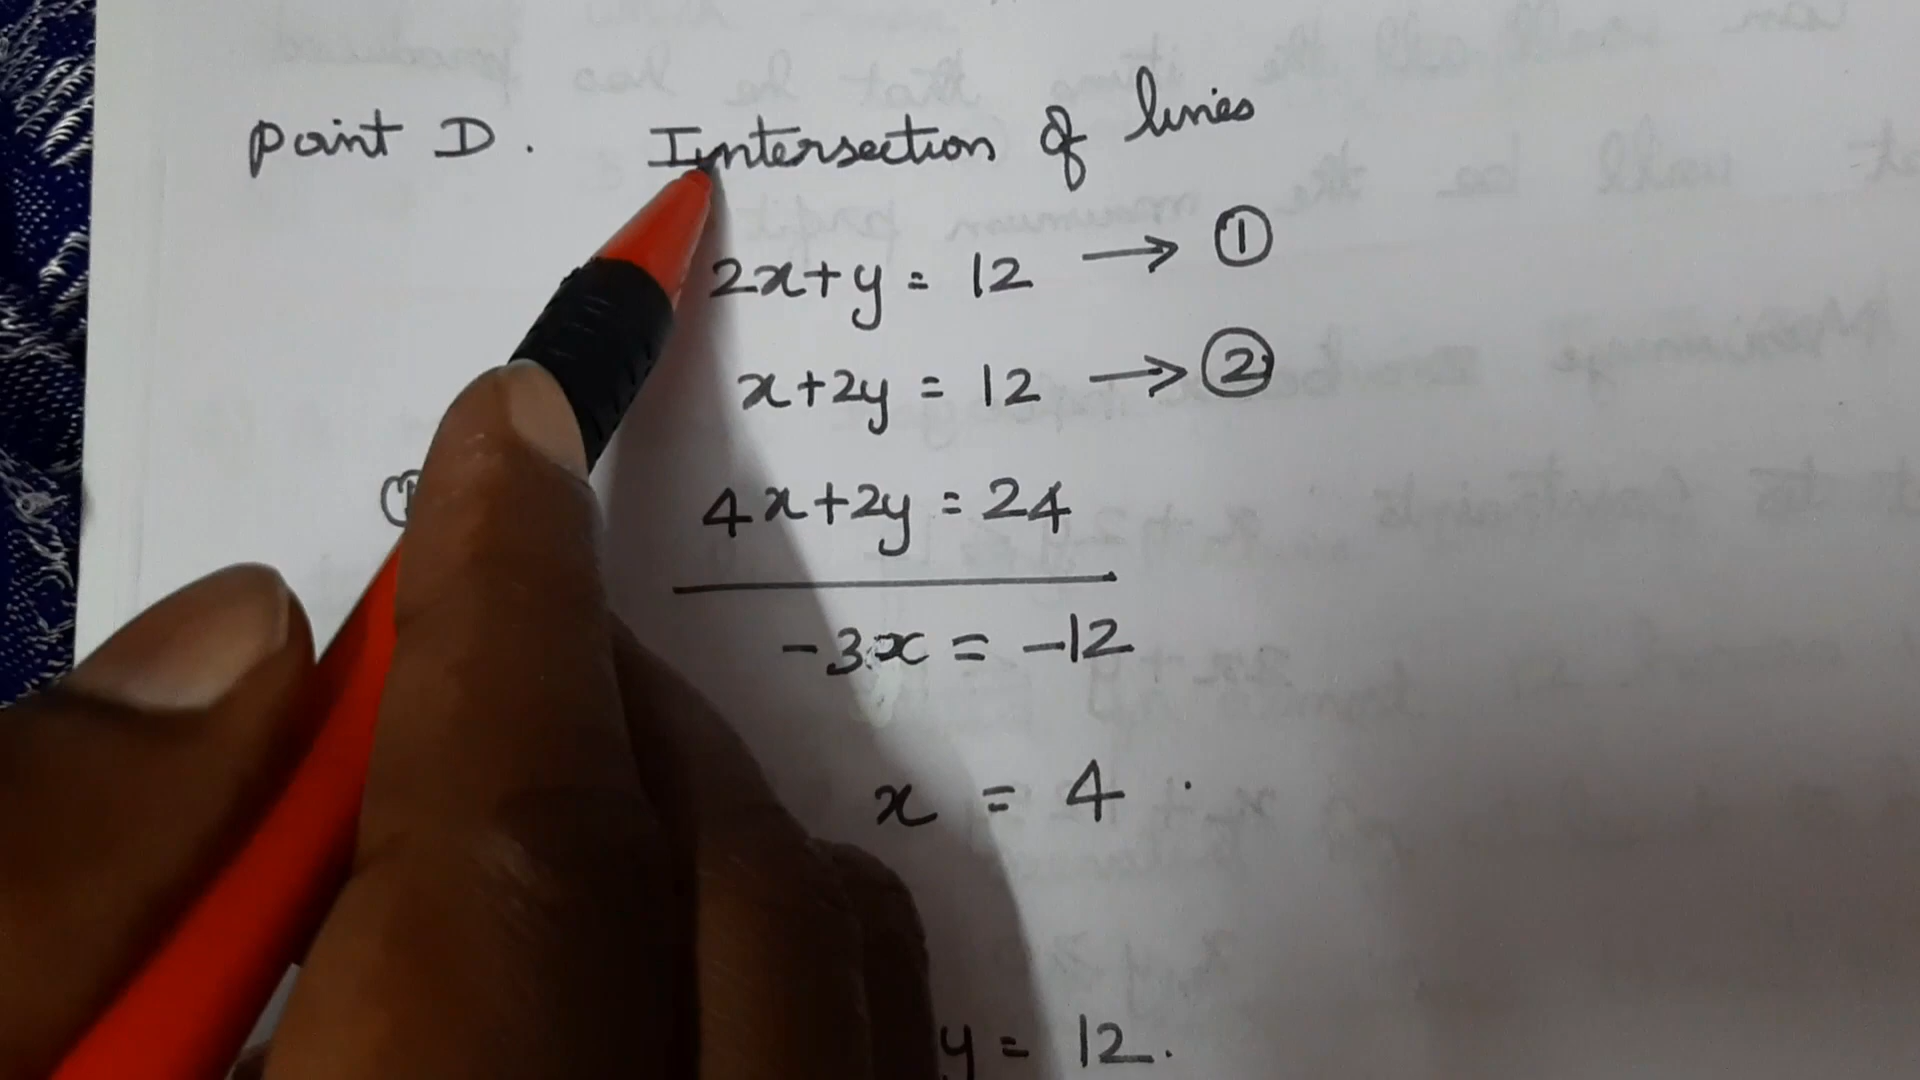 Point D. Intersection of lines
2x+y = 12 → ①
x+2y = 12 → ②
4x+2y = 24
-3x = -12
x = 4.
y = 12.